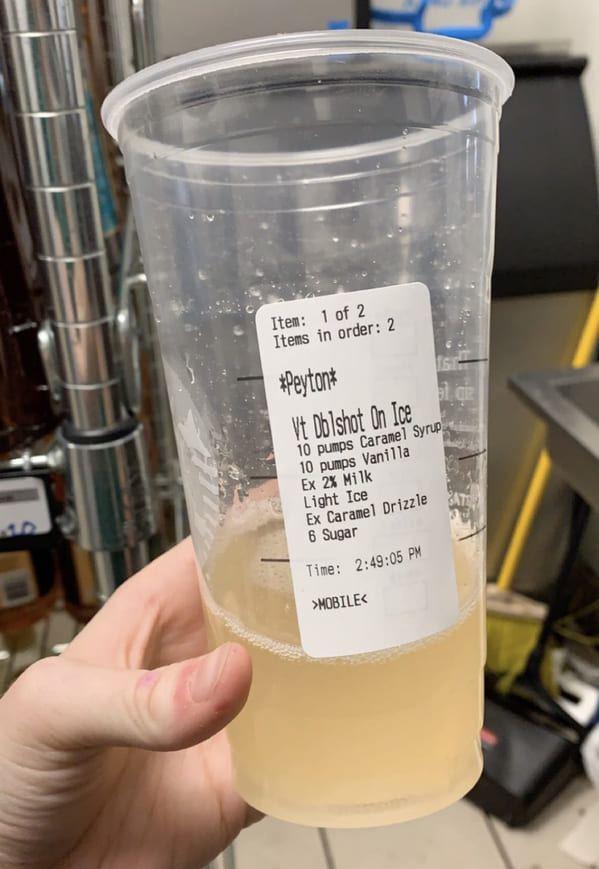 Item: 1 of 2
Items in order: 2
*Peyton*
Vt Dblshot On Ice
10 pumps Caramel Syrup
10 pumps Vanilla
Ex 2% Milk
Light Ice
Ex Caramel Drizzle
6 Sugar
Time: 2:49:05 PM
>MOBILE<